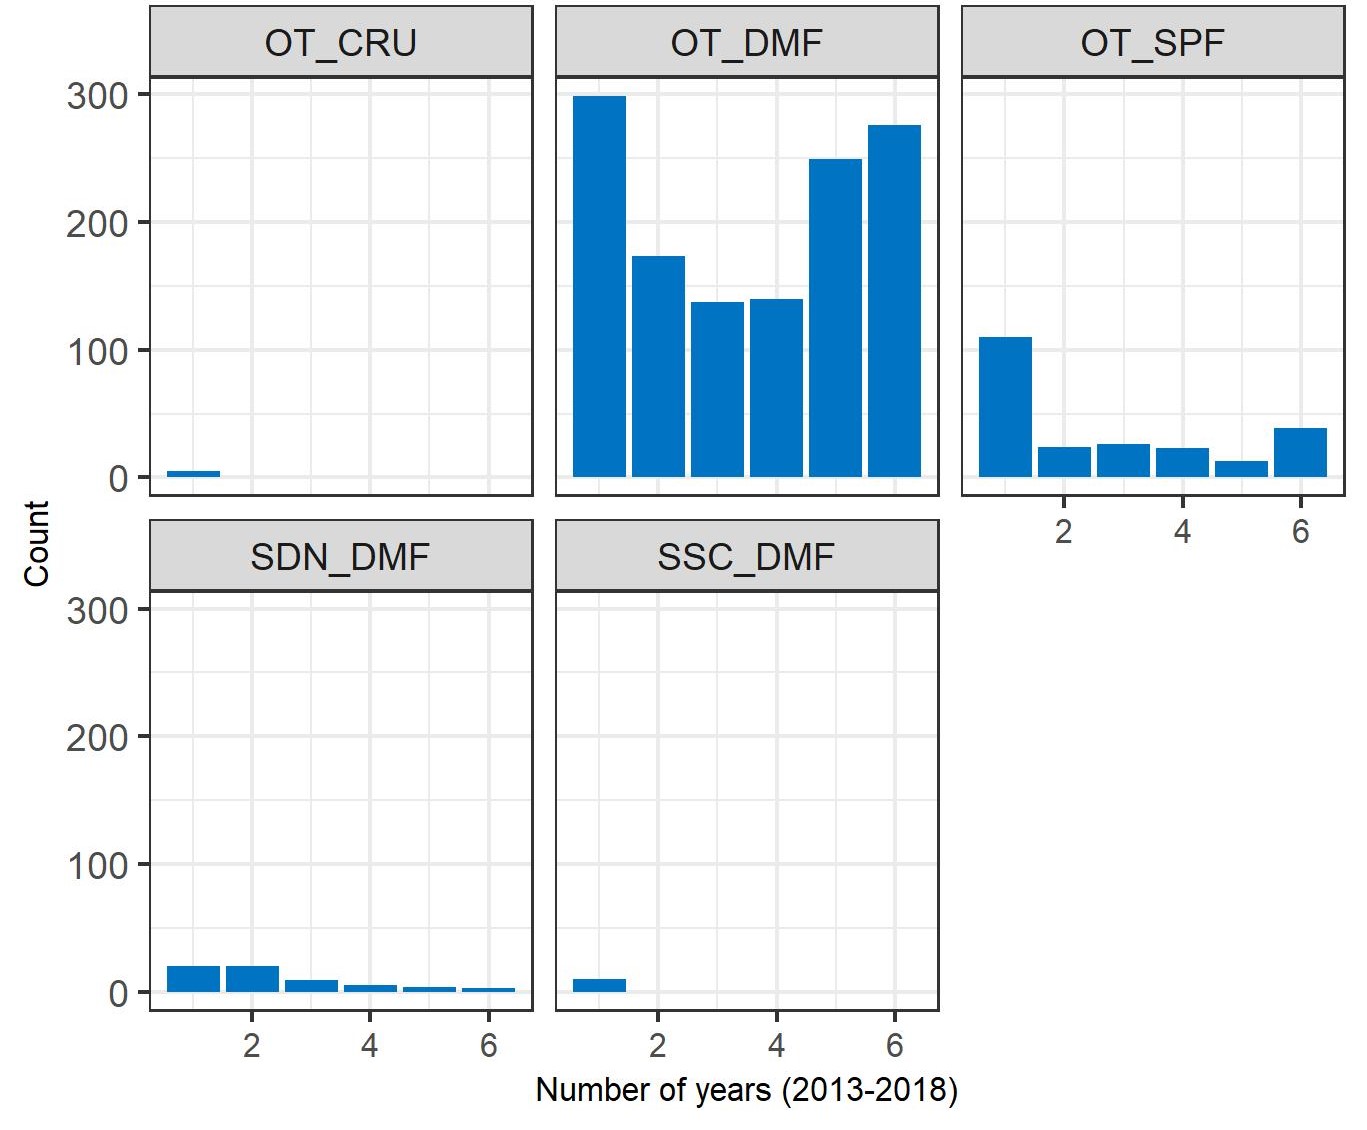 OT_CRU OT_DMF OT_SPF
300
200
100
0
2 4 6
Count
SDN_DMF SSC_DMF
300
200
100
0
2 4 6 2 4 6
Number of years (2013-2018)